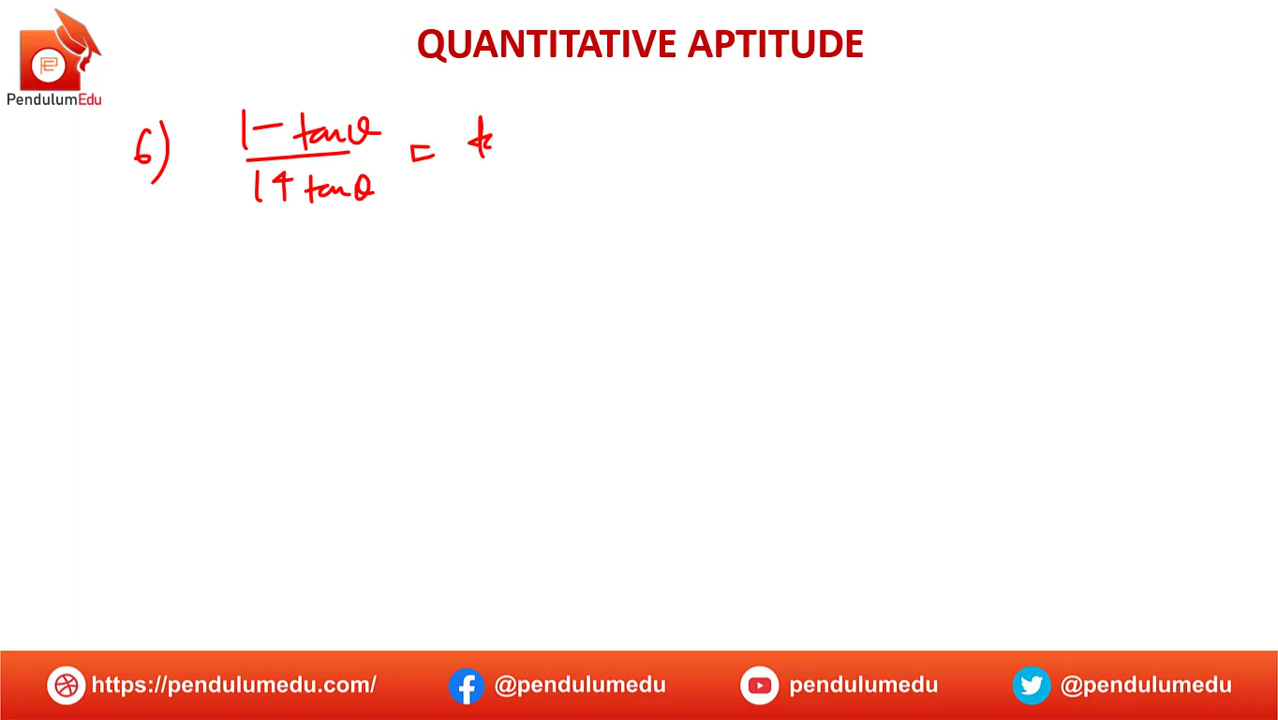 QUANTITATIVE APTITUDE
PendulumEdu
6) (1 - tanθ) / (1 + tanθ) =
https://pendulumedu.com/
@pendulumedu
pendulumedu
@pendulumedu